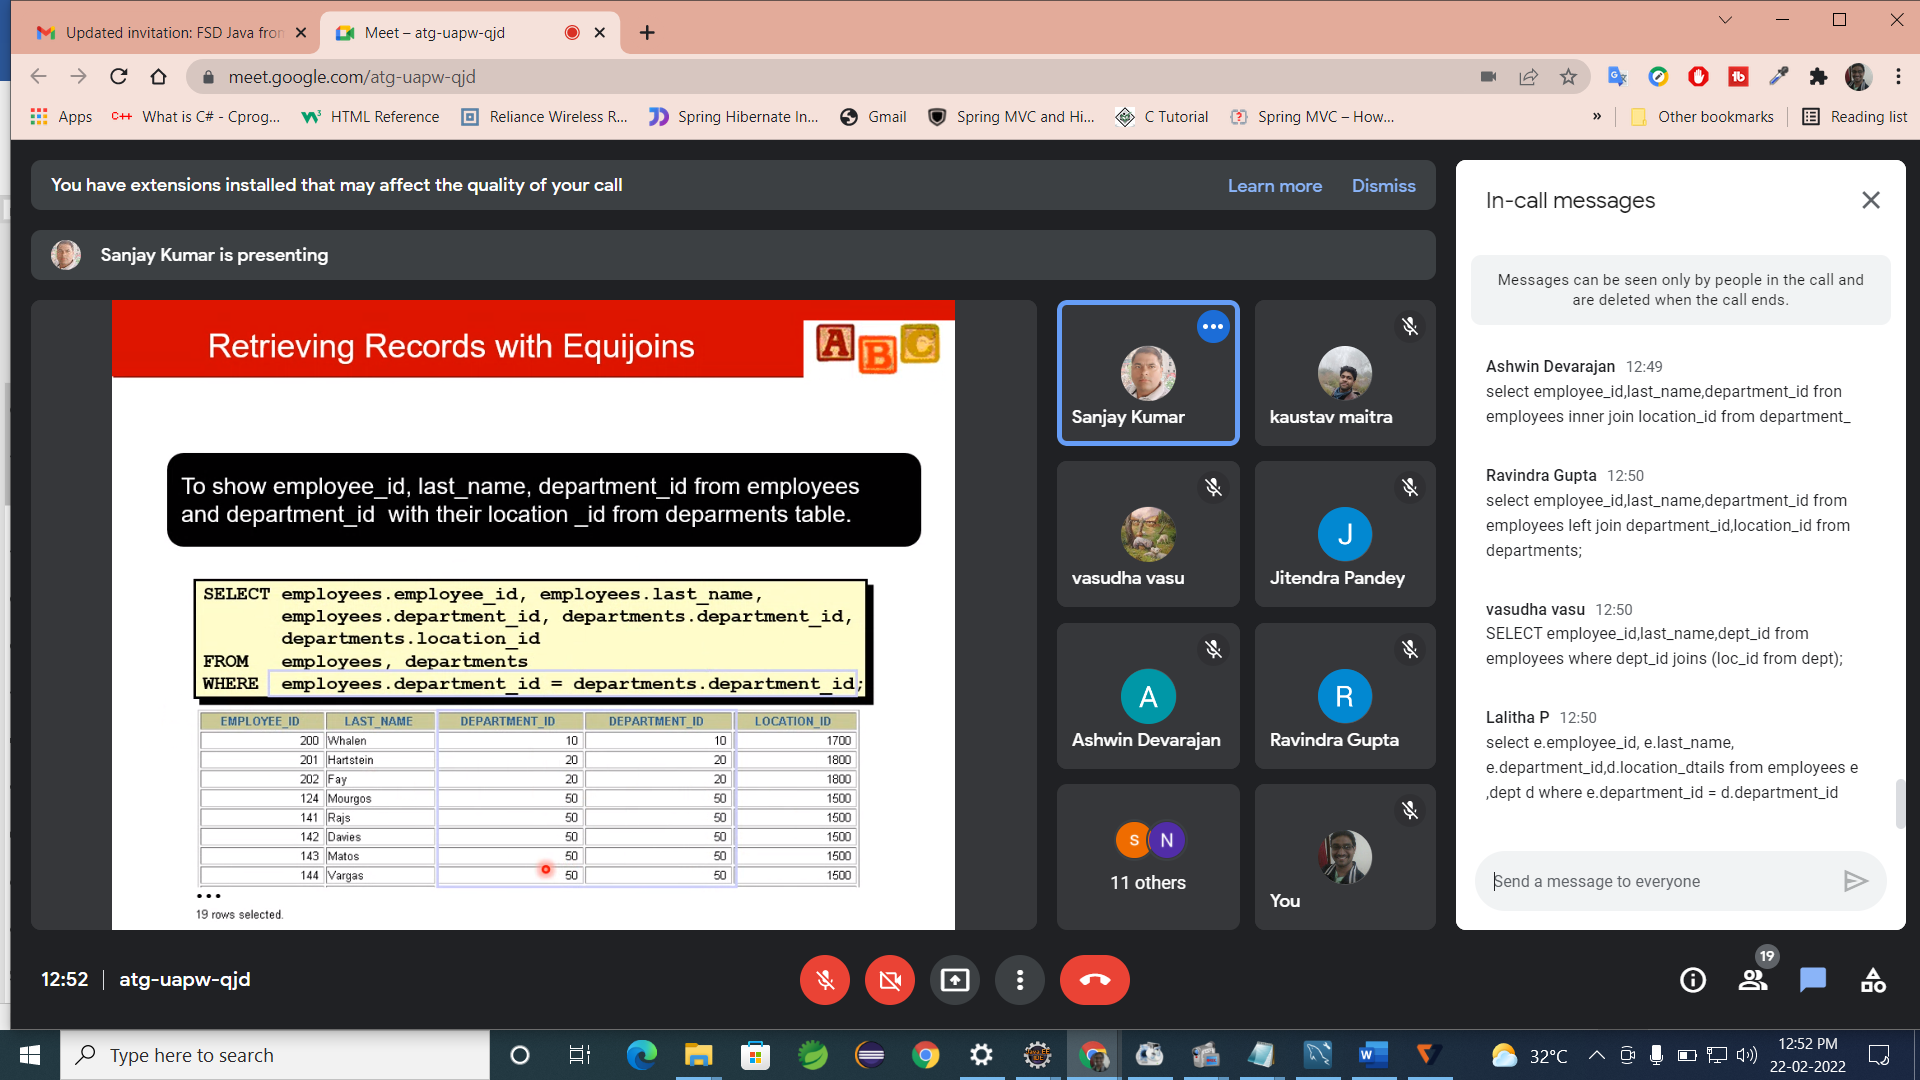 Updated invitation: FSD Java fron
Meet – atg-uapw-qjd
meet.google.com/atg-uapw-qjd
Apps
C++ What is C# - Cprog...
HTML Reference
Reliance Wireless R...
Spring Hibernate In...
Gmail
Spring MVC and Hi...
C Tutorial
Spring MVC – How...
»
Other bookmarks
Reading list
You have extensions installed that may affect the quality of your call
Learn more
Dismiss
Sanjay Kumar is presenting
Retrieving Records with Equijoins
A B C
To show employee_id, last_name, department_id from employees
and department_id with their location _id from deparments table.
SELECT employees.employee_id, employees.last_name,
employees.department_id, departments.department_id,
departments.location_id
FROM employees, departments
WHERE employees.department_id = departments.department_id;
EMPLOYEE_ID LAST_NAME DEPARTMENT_ID DEPARTMENT_ID LOCATION_ID
200 Whalen 10 10 1700
201 Hartstein 20 20 1800
202 Fay 20 20 1800
124 Mourgos 50 50 1500
141 Rajs 50 50 1500
142 Davies 50 50 1500
143 Matos 50 50 1500
144 Vargas 50 50 1500
...
19 rows selected.
Sanjay Kumar
kaustav maitra
vasudha vasu
J
Jitendra Pandey
A
Ashwin Devarajan
R
Ravindra Gupta
S N
11 others
You
In-call messages
Messages can be seen only by people in the call and
are deleted when the call ends.
Ashwin Devarajan 12:49
select employee_id,last_name,department_id fron
employees inner join location_id from department_
Ravindra Gupta 12:50
select employee_id,last_name,department_id from
employees left join department_id,location_id from
departments;
vasudha vasu 12:50
SELECT employee_id,last_name,dept_id from
employees where dept_id joins (loc_id from dept);
Lalitha P 12:50
select e.employee_id, e.last_name,
e.department_id,d.location_dtails from employees e
,dept d where e.department_id = d.department_id
Send a message to everyone
12:52 | atg-uapw-qjd
19
Type here to search
32°C
12:52 PM
22-02-2022